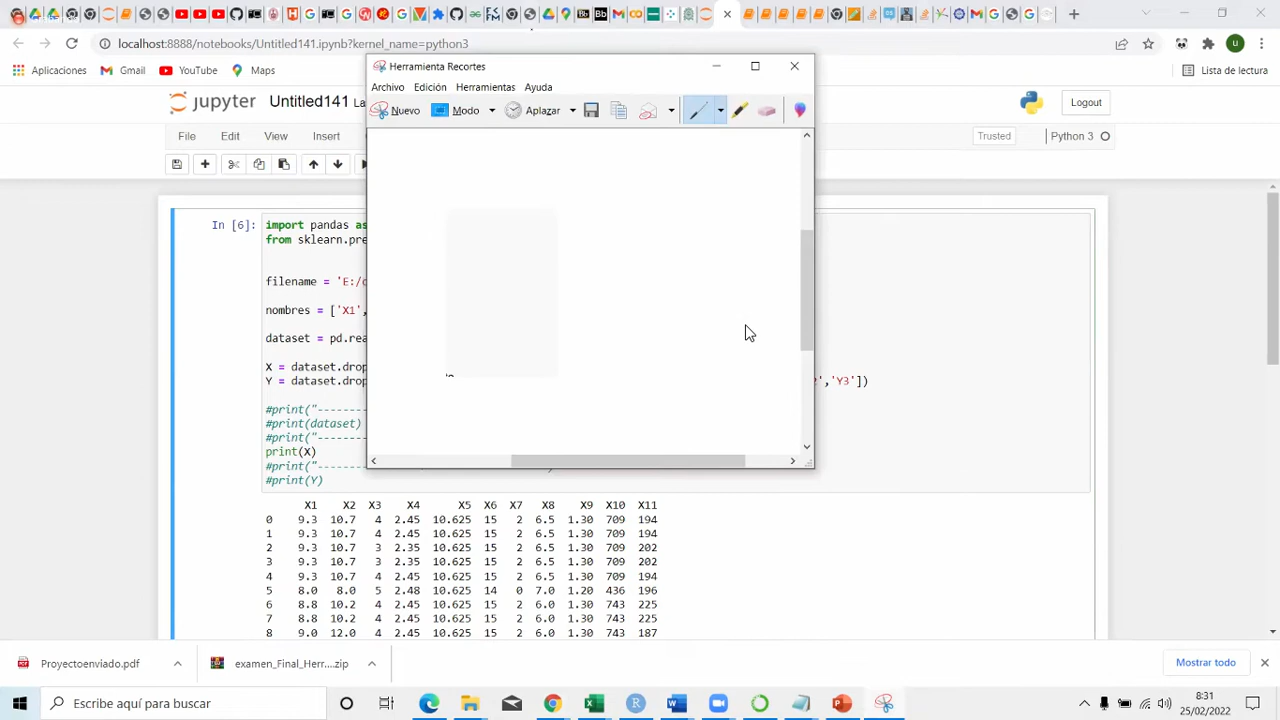 localhost:8888/notebooks/Untitled141.ipynb?kernel_name=python3
Aplicaciones Gmail YouTube Maps Lista de lectura
Herramienta Recortes
Archivo Edición Herramientas Ayuda
Nuevo Modo Aplazar
jupyter Untitled141 Logout
File Edit View Insert Trusted Python 3
In [6]:
import pandas as
from sklearn.pre
filename = 'E:/
nombres = ['X1',
dataset = pd.rea
X = dataset.drop
Y = dataset.drop ','Y3'])
#print("--------
#print(dataset)
#print("--------
print(X)
#print("--------
#print(Y)
X1 X2 X3 X4 X5 X6 X7 X8 X9 X10 X11
0 9.3 10.7 4 2.45 10.625 15 2 6.5 1.30 709 194
1 9.3 10.7 4 2.45 10.625 15 2 6.5 1.30 709 194
2 9.3 10.7 3 2.35 10.625 15 2 6.5 1.30 709 202
3 9.3 10.7 3 2.35 10.625 15 2 6.5 1.30 709 202
4 9.3 10.7 4 2.45 10.625 15 2 6.5 1.30 709 194
5 8.0 8.0 5 2.48 10.625 14 0 7.0 1.20 436 196
6 8.8 10.2 4 2.45 10.625 15 2 6.0 1.30 743 225
7 8.8 10.2 4 2.45 10.625 15 2 6.0 1.30 743 225
8 9.0 12.0 4 2.45 10.625 15 2 6.0 1.30 743 187
Proyectoenviado.pdf examen_Final_Herr....zip Mostrar todo
Escribe aquí para buscar
8:31
25/02/2022